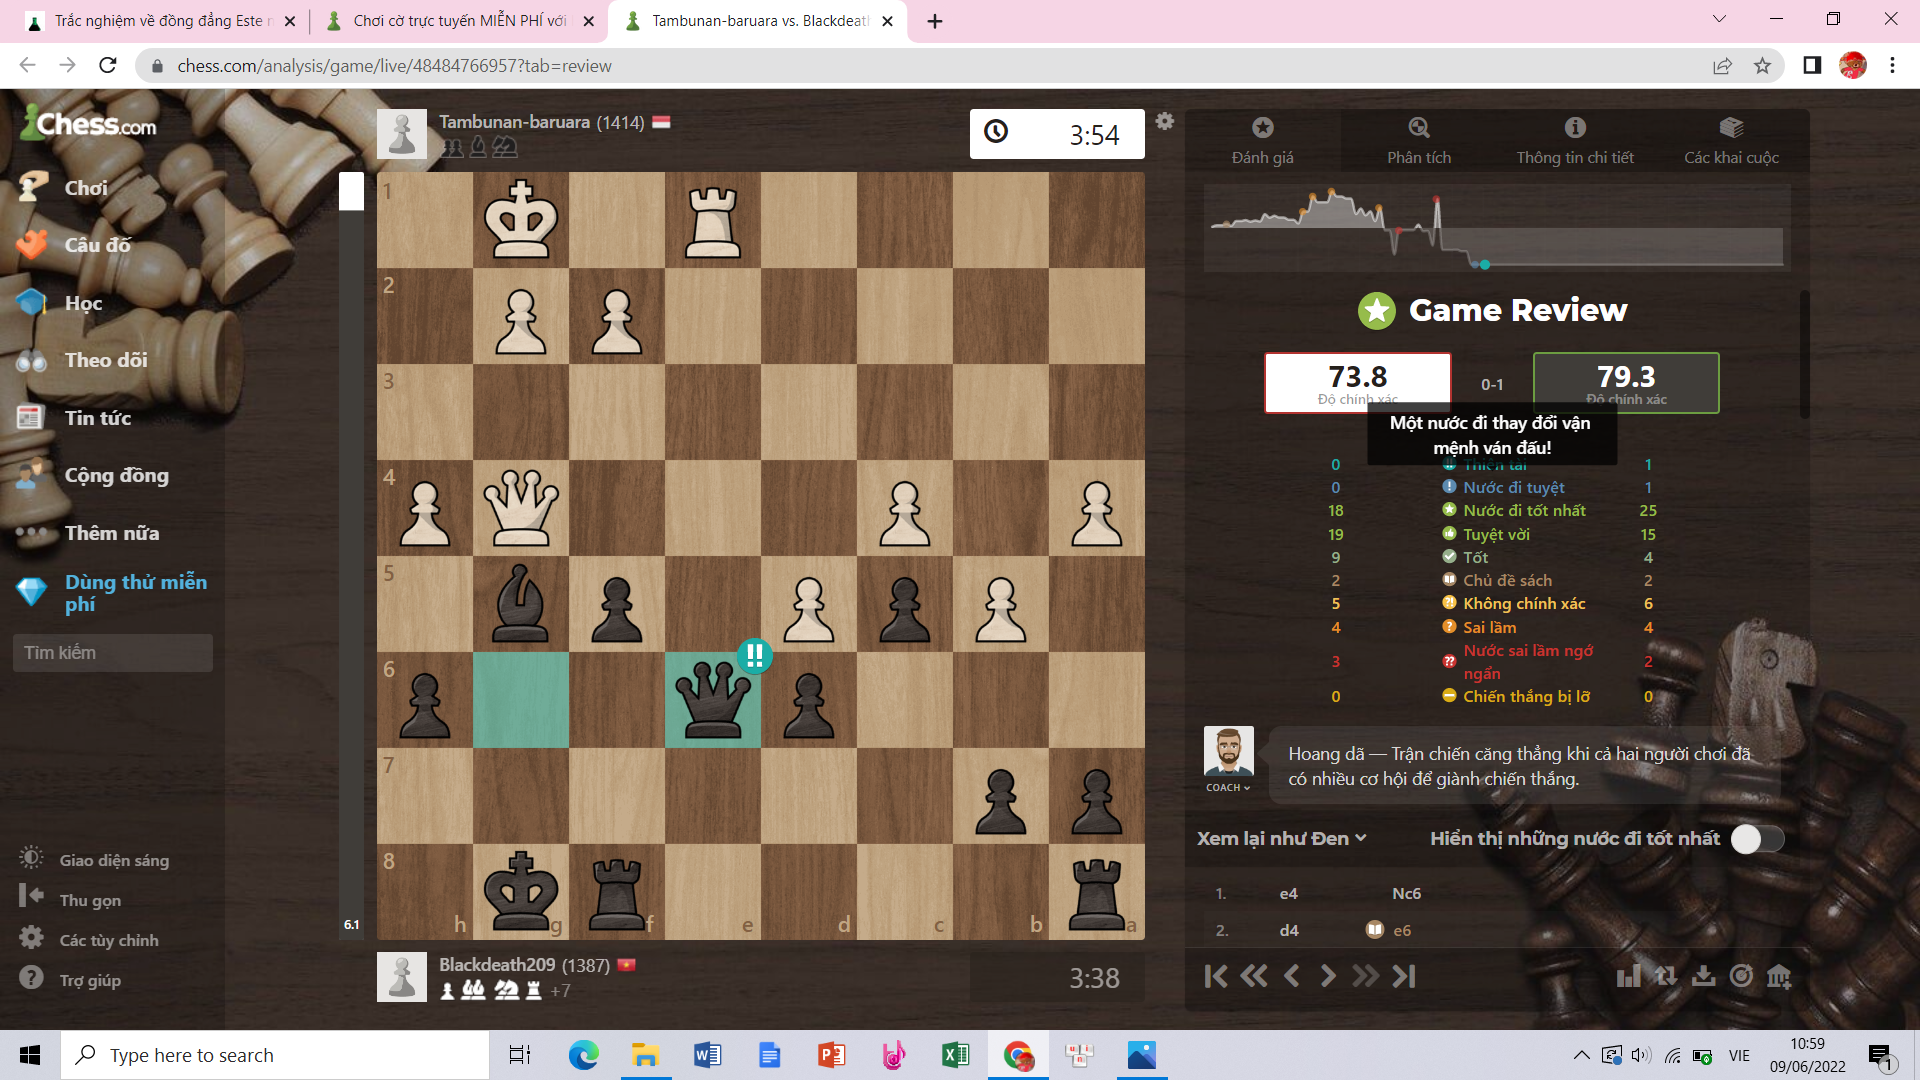 Trắc nghiệm về đồng đẳng Este n
Chơi cờ trực tuyến MIỄN PHÍ với
Tambunan-baruara vs. Blackdeath
chess.com/analysis/game/live/48484766957?tab=review
Chess.com
Chơi
Câu đố
Học
Theo dõi
Tin tức
Cộng đồng
Thêm nữa
Dùng thử miễn
phí
Tìm kiếm
Giao diện sáng
Thu gọn
Các tùy chỉnh
Trợ giúp
Tambunan-baruara (1414)
3:54
1
2
3
4
5
6
7
8
h g f e d c b a
!!
6.1
Blackdeath209 (1387)
+7
3:38
Đánh giá
Phân tích
Thông tin chi tiết
Các khai cuộc
Game Review
73.8
Độ chính xác
0-1
79.3
Độ chính xác
Một nước đi thay đổi vận
mệnh ván đấu!
0 !! Thiên tài 1
0 ! Nước đi tuyệt 1
18 Nước đi tốt nhất 25
19 Tuyệt vời 15
9 Tốt 4
2 Chủ đề sách 2
5 ?! Không chính xác 6
4 ? Sai lầm 4
3 ?? Nước sai lầm ngớ
ngẩn 2
0 Chiến thắng bị lỡ 0
COACH
Hoang dã — Trận chiến căng thẳng khi cả hai người chơi đã
có nhiều cơ hội để giành chiến thắng.
Xem lại như Đen
Hiển thị những nước đi tốt nhất
1. e4 Nc6
2. d4 e6
Type here to search
VIE
10:59
09/06/2022
1